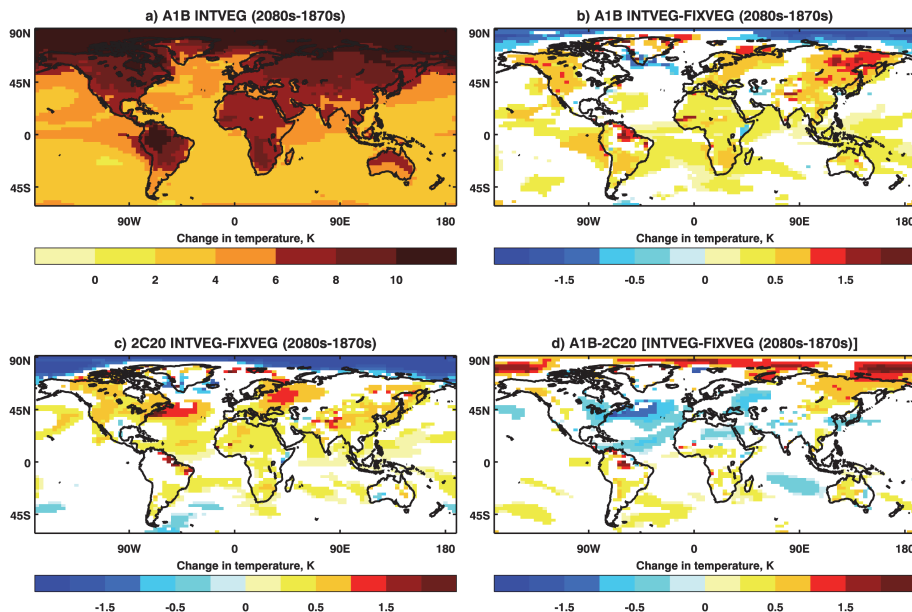 a) A1B INTVEG (2080s-1870s)
90N
45N
0
45S
90W 0 90E 180
Change in temperature, K
0 2 4 6 8 10
b) A1B INTVEG-FIXVEG (2080s-1870s)
90N
45N
0
45S
90W 0 90E 180
Change in temperature, K
-1.5 -0.5 0 0.5 1.5
c) 2C20 INTVEG-FIXVEG (2080s-1870s)
90N
45N
0
45S
90W 0 90E 180
Change in temperature, K
-1.5 -0.5 0 0.5 1.5
d) A1B-2C20 [INTVEG-FIXVEG (2080s-1870s)]
90N
45N
0
45S
90W 0 90E 180
Change in temperature, K
-1.5 -0.5 0 0.5 1.5